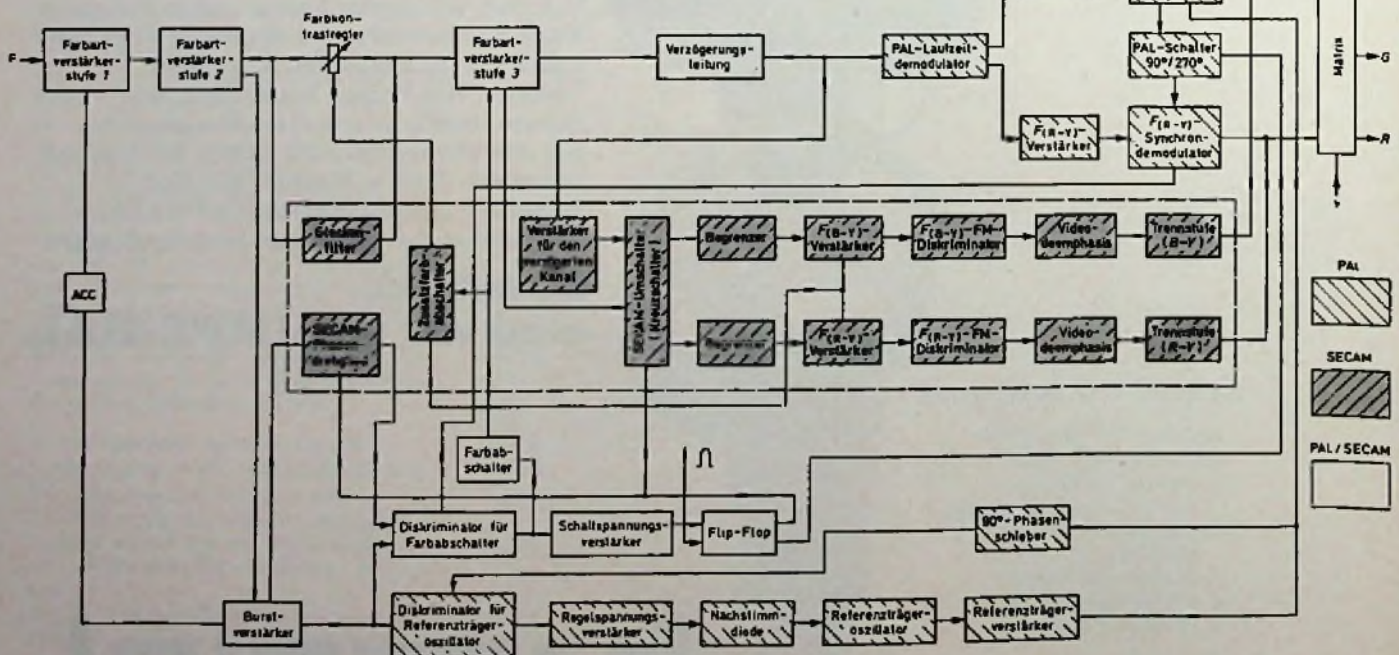 Farbkon-
trastregler
F
Farbart-
verstärker-
stufe 1
Farbart-
verstärker-
stufe 2
Farbart-
verstärker-
stufe 3
Verzögerungs-
leitung
PAL-Laufzeit-
demodulator
PAL-Schalter
90°/270°
Matrix
G
R
F(R-Y)-
Verstärker
F(R-Y)-
Synchron-
demodulator
Y
ACC
Glocken-
filter
Zusatzfarb-
abschalter
Verstärker
für den
verzögerten
Kanal
SECAM-Umschalter
(Kreuzschalter)
Begrenzer
F(B-Y)-
Verstärker
F(B-Y)-FM-
Diskriminator
Video-
deemphasis
Trennstufe
(B-Y)'
SECAM-
Begrenzer
F(R-Y)-
Verstärker
F(R-Y)-FM-
Diskriminator
Video-
deemphasis
Trennstufe
(R-Y)'
PAL
SECAM
PAL/SECAM
Farbab-
schalter
Diskriminator für
Farbabschalter
Schaltspannungs-
verstärker
Flip-Flop
90°-Phasen-
schieber
Burst-
verstärker
Diskriminator für
Referenzträger-
oszillator
Regelspannungs-
verstärker
Nachstimm-
diode
Referenzträger-
oszillator
Referenzträger-
verstärker